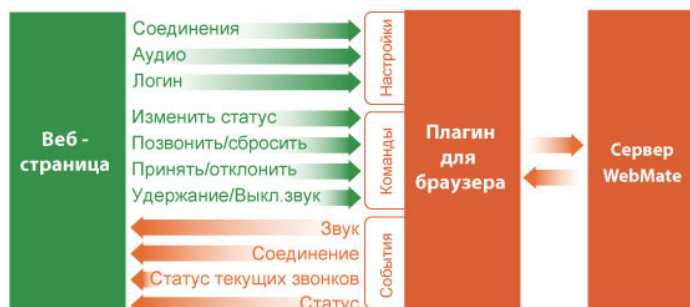 Веб -
страница
Соединения
Аудио
Логин
Изменить статус
Позвонить/сбросить
Принять/отклонить
Удержание/Выкл.звук
Звук
Соединение
Статус текущих звонков
Статус
Настройки
Команды
События
Плагин
для
браузера
Сервер
WebMate